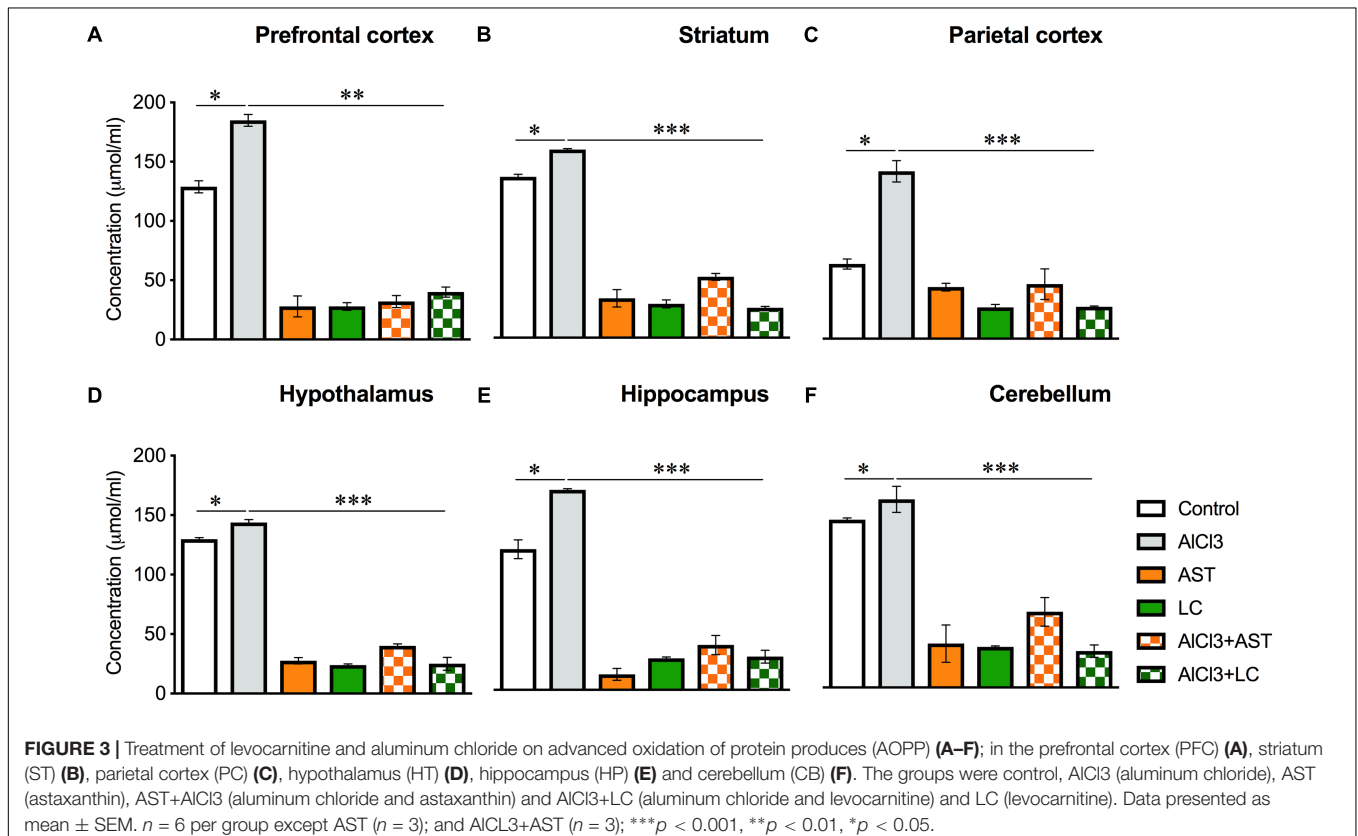 A Prefrontal cortex
B Striatum
C Parietal cortex
Concentration (μmol/ml)
200
150
100
50
0
* **
* ***
* ***
D Hypothalamus
E Hippocampus
F Cerebellum
Concentration (μmol/ml)
200
150
100
50
0
* ***
* ***
* ***
Control
AlCl3
AST
LC
AlCl3+AST
AlCl3+LC
FIGURE 3 | Treatment of levocarnitine and aluminum chloride on advanced oxidation of protein produces (AOPP) (A–F); in the prefrontal cortex (PFC) (A), striatum
(ST) (B), parietal cortex (PC) (C), hypothalamus (HT) (D), hippocampus (HP) (E) and cerebellum (CB) (F). The groups were control, AlCl3 (aluminum chloride), AST
(astaxanthin), AST+AlCl3 (aluminum chloride and astaxanthin) and AlCl3+LC (aluminum chloride and levocarnitine) and LC (levocarnitine). Data presented as
mean ± SEM. n = 6 per group except AST (n = 3); and AlCL3+AST (n = 3); ***p < 0.001, **p < 0.01, *p < 0.05.